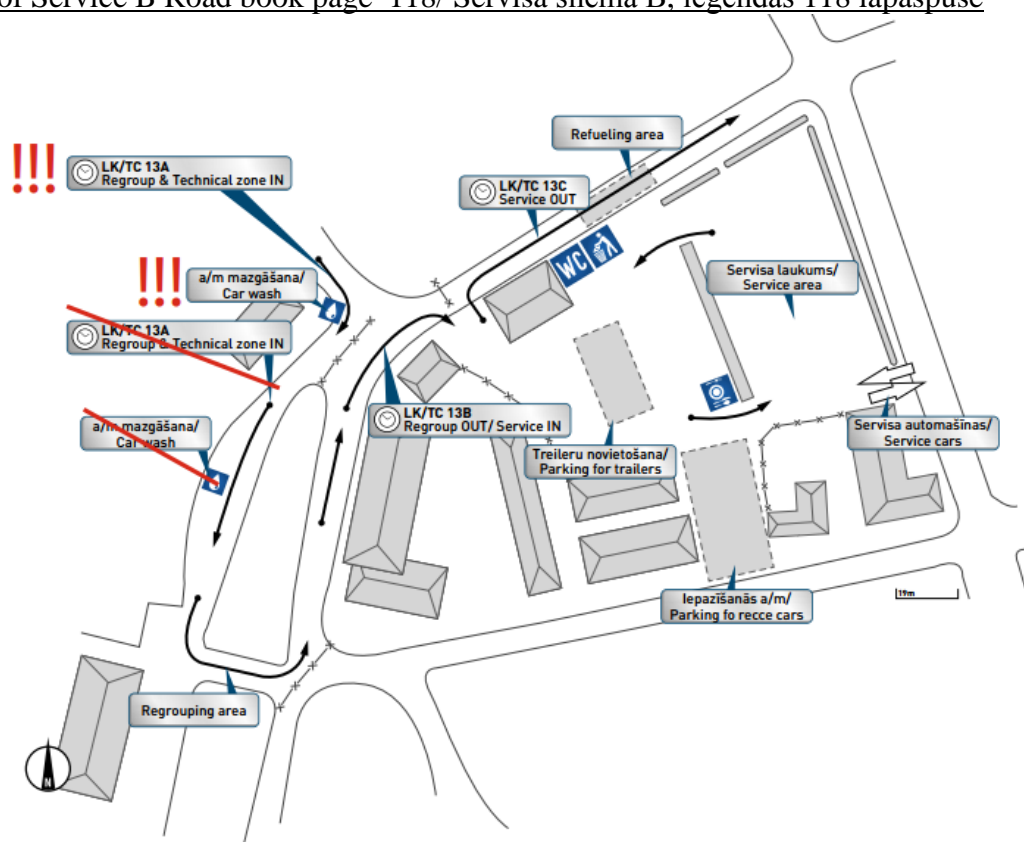 of Service B Road book page 118/ Servisa shēma B, leģendas 118 lapaspuse
Refueling area
!!!
LK/TC 13A
Regroup & Technical zone IN
LK/TC 13C
Service OUT
WC
!!!
a/m mazgāšana/
Car wash
Servisa laukums/
Service area
LK/TC 13A
Regroup & Technical zone IN
LK/TC 13B
Regroup OUT/ Service IN
a/m mazgāšana/
Car wash
Servisa automašīnas/
Service cars
Treileru novietošana/
Parking for trailers
19m
Iepazīšanās a/m/
Parking fo recce cars
Regrouping area
N